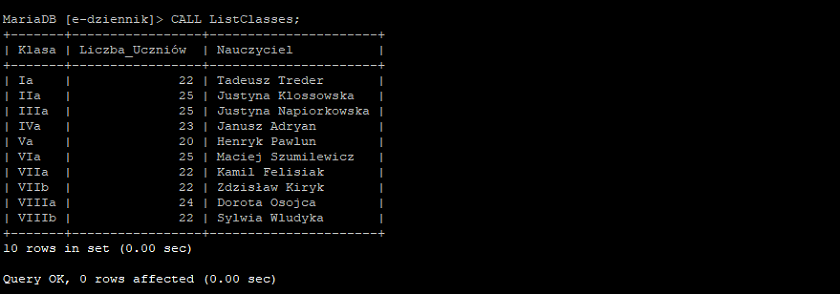 MariaDB [e-dziennik]> CALL ListClasses;
+-------+-----------------+----------------------+
| Klasa | Liczba_Uczniów  | Nauczyciel           |
+-------+-----------------+----------------------+
| Ia    |              22 | Tadeusz Treder       |
| IIa   |              25 | Justyna Klossowska   |
| IIIa  |              25 | Justyna Napiorkowska |
| IVa   |              23 | Janusz Adryan        |
| Va    |              20 | Henryk Pawlun        |
| VIa   |              25 | Maciej Szumilewicz   |
| VIIa  |              22 | Kamil Felisiak       |
| VIIb  |              22 | Zdzisław Kiryk       |
| VIIIa |              24 | Dorota Osojca        |
| VIIIb |              22 | Sylwia Wludyka       |
+-------+-----------------+----------------------+
10 rows in set (0.00 sec)
Query OK, 0 rows affected (0.00 sec)